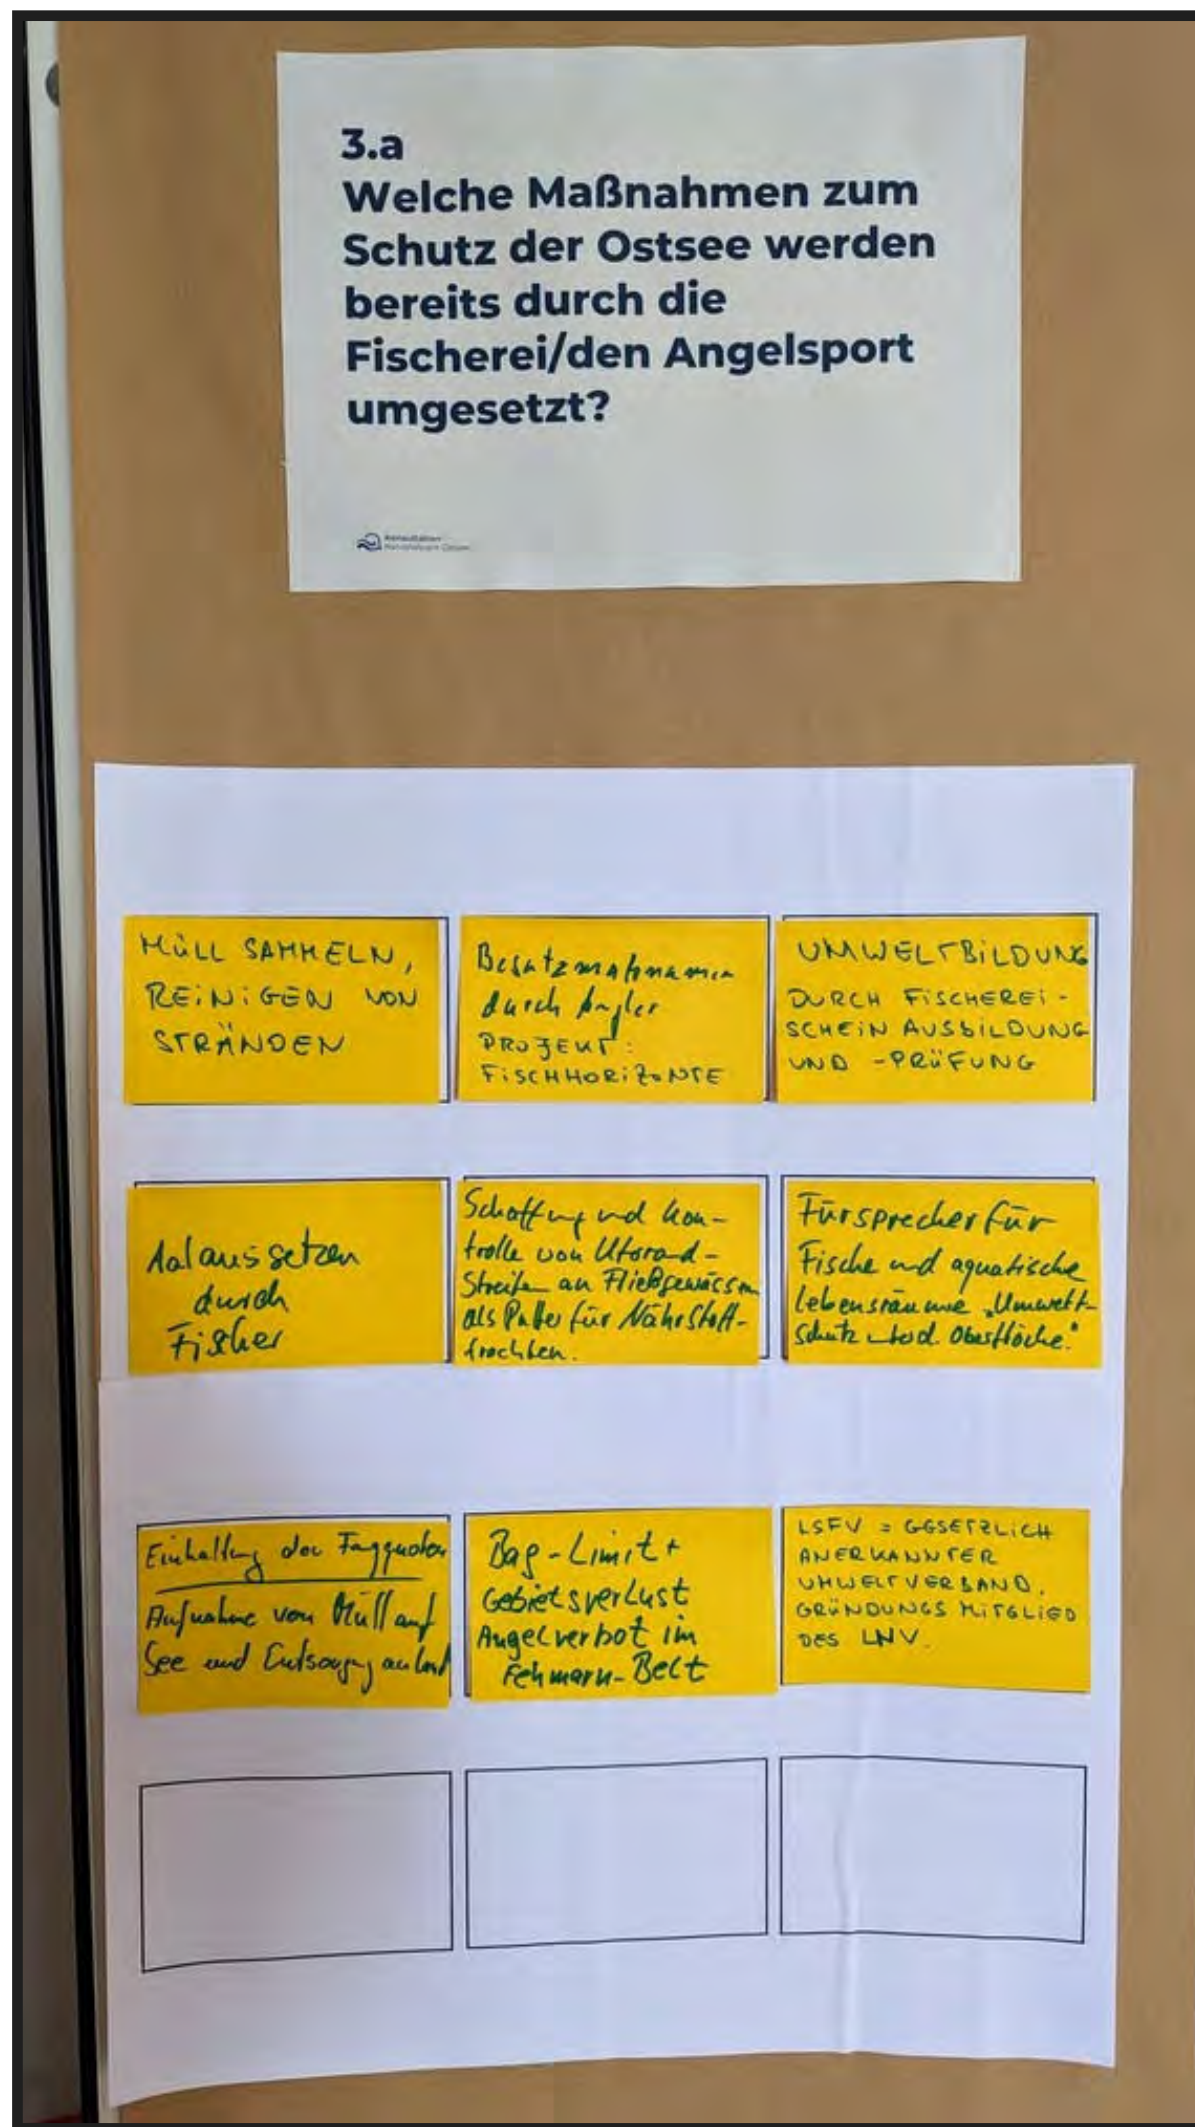 3.a
Welche Maßnahmen zum
Schutz der Ostsee werden
bereits durch die
Fischerei/den Angelsport
umgesetzt?
Konsultation
Nationalpark Ostsee
MÜLL SAMMELN,
REINIGEN VON
STRÄNDEN
Besatzmaßnamen
durch Angler
PROJEKT:
FISCHHORIZONTE
UMWELTBILDUNG
DURCH FISCHEREI-
SCHEIN AUSBILDUNG
UND -PRÜFUNG
Aalaussetzen
durch
Fischer
Schaffung und Kon-
trolle von Uferrand-
Streifen an Fließgewässern
als Puffer für Nährstoff-
frachten.
Fürsprecher für
Fische und aquatische
Lebensräume "Umwelt-
Schutz unter d. Oberfläche."
Einhaltung der Fangquoten
Aufnahme von Müll auf
See und Entsorgung an Land
Bag-Limit +
Gebietsverlust
Angelverbot im
Fehmarn-Belt
LSFV = GESETZLICH
ANERKANNTER
UMWELTVERBAND.
GRÜNDUNGSMITGLIED
DES LNV.